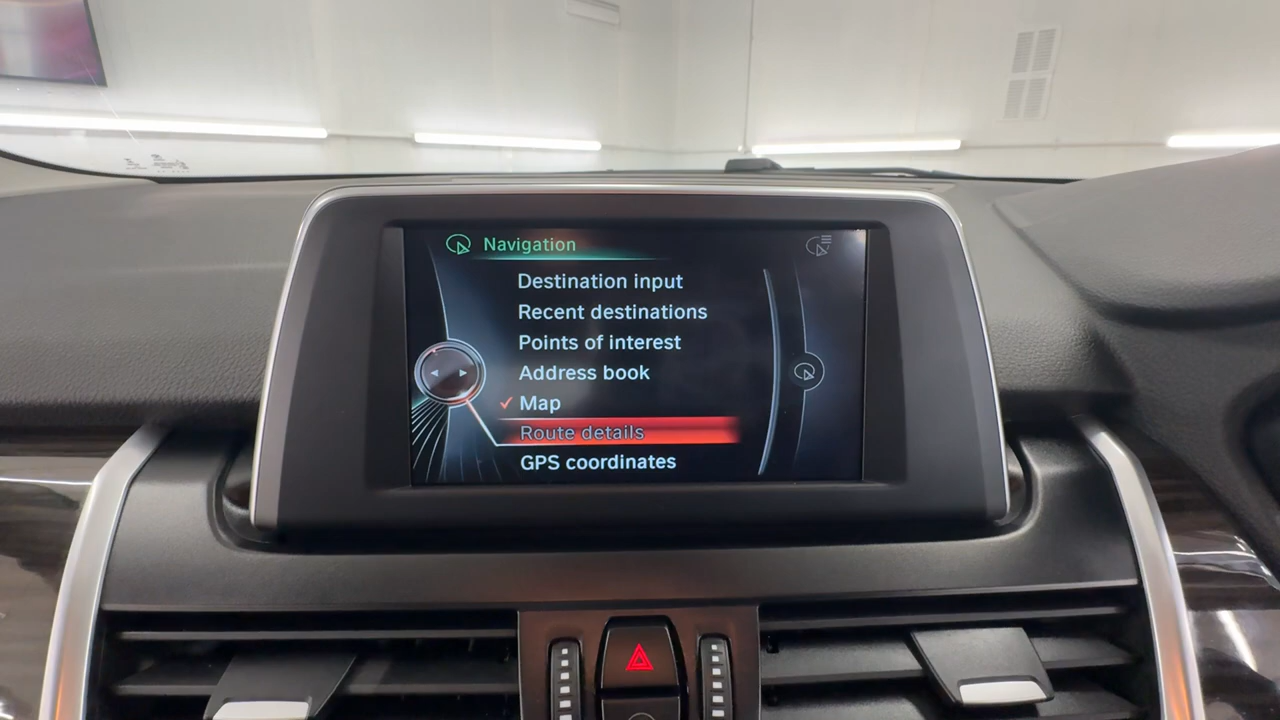 Navigation
Destination input
Recent destinations
Points of interest
Address book
Map
Route details
GPS coordinates